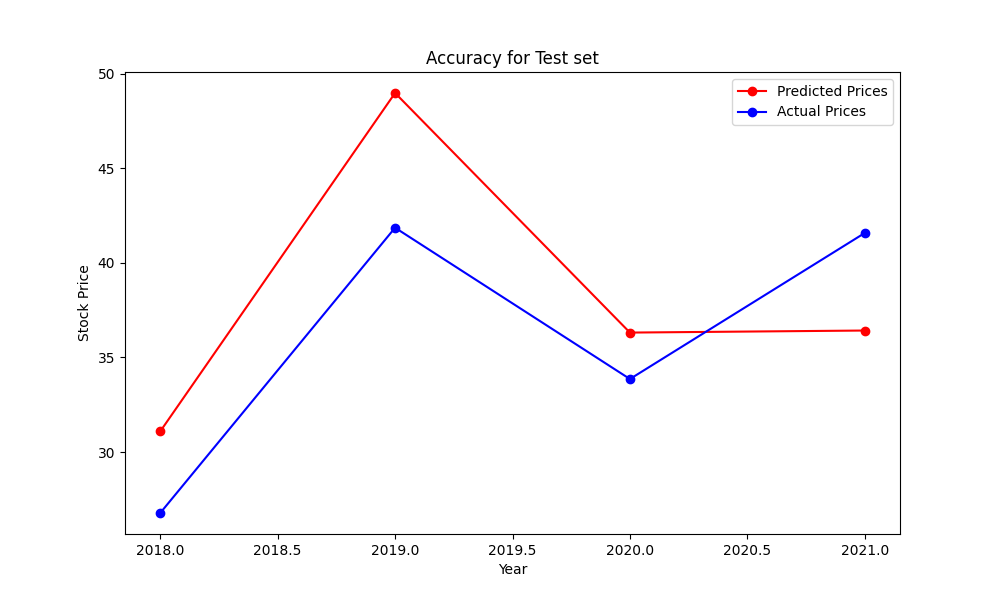 Accuracy for Test set
Predicted Prices
Actual Prices
50
45
40
35
30
Stock Price
2018.0
2018.5
2019.0
2019.5
2020.0
2020.5
2021.0
Year